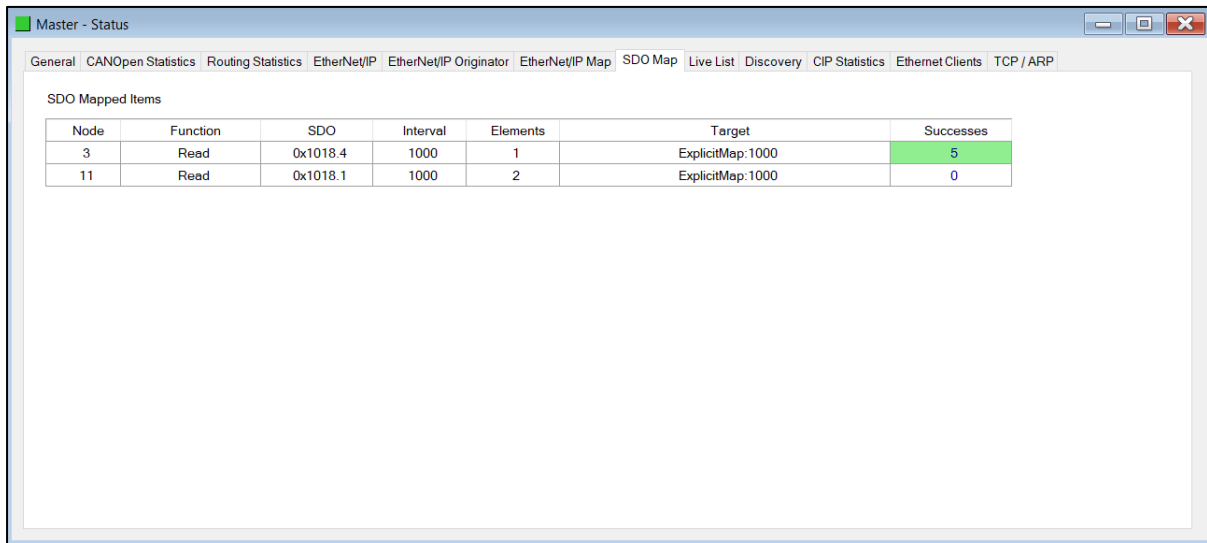 Master - Status
General CANOpen Statistics Routing Statistics EtherNet/IP EtherNet/IP Originator EtherNet/IP Map SDO Map Live List Discovery CIP Statistics Ethernet Clients TCP / ARP
SDO Mapped Items
Node Function SDO Interval Elements Target Successes
3 Read 0x1018.4 1000 1 ExplicitMap:1000 5
11 Read 0x1018.1 1000 2 ExplicitMap:1000 0